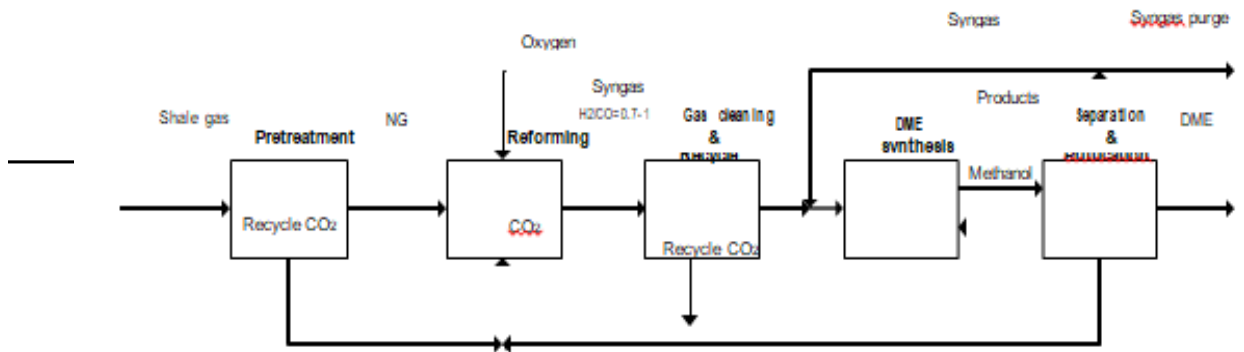 Syngas
Syngas purge
Oxygen
Syngas
H2/CO=0.7-1
Products
Shale gas
NG
Pretreatment
Reforming
Gas cleaning
&
DME
synthesis
Separation
&
DME
Methanol
Recycle CO2
CO2
Recycle CO2